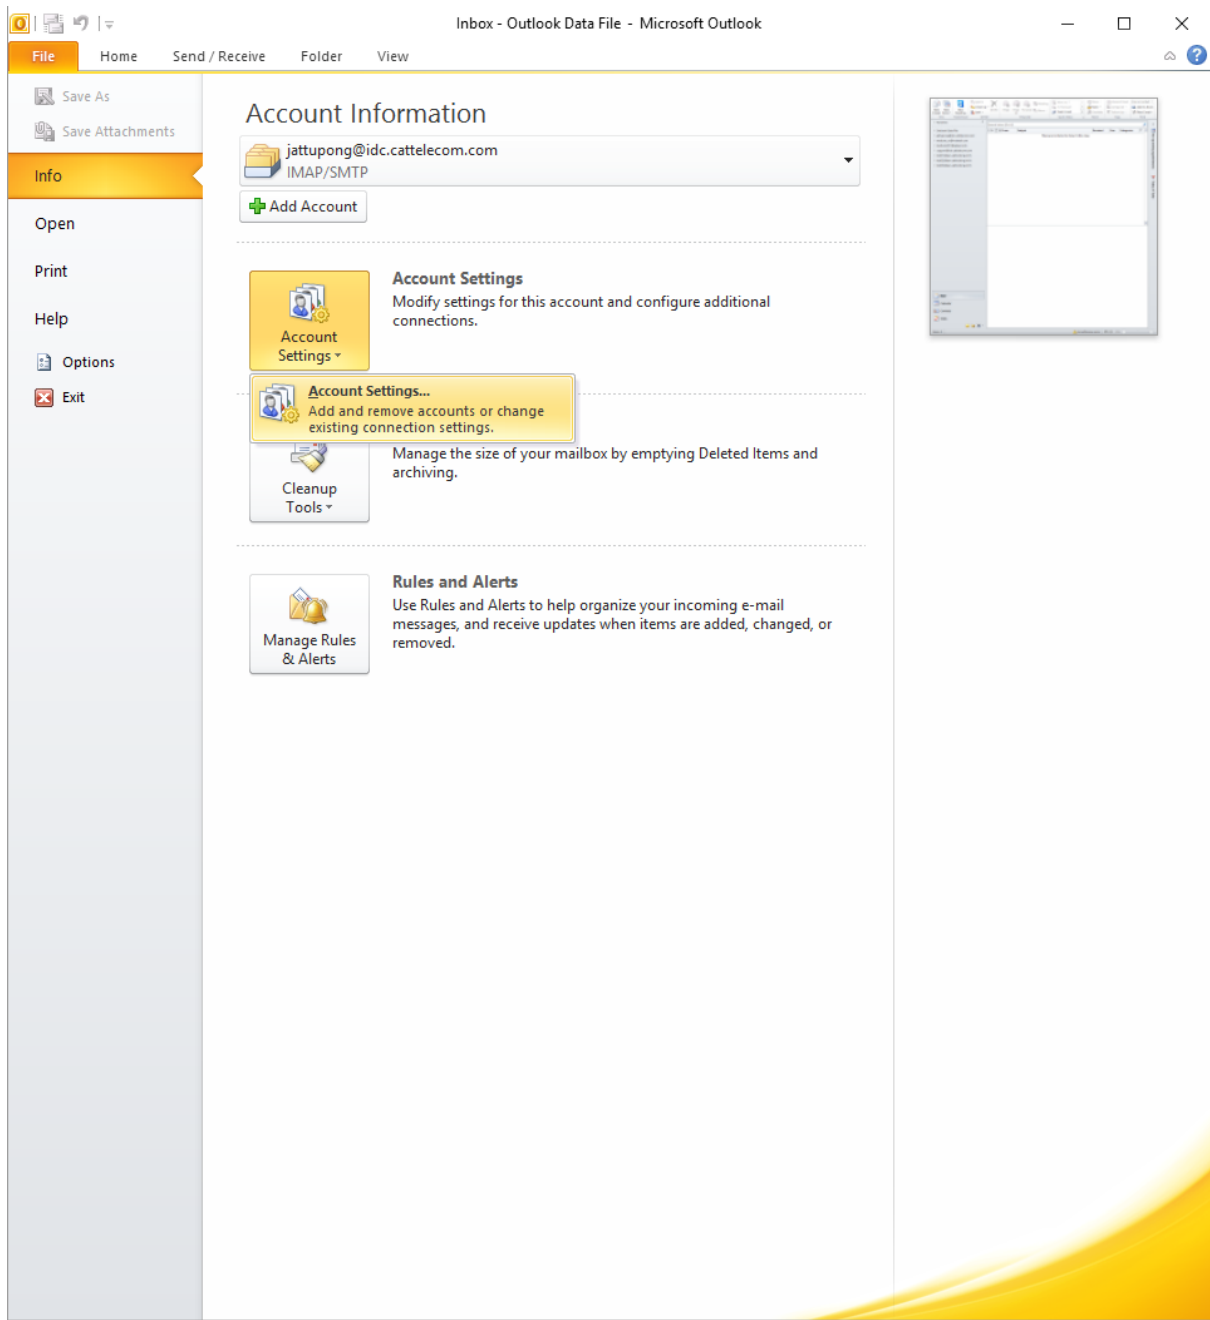 Inbox - Outlook Data File - Microsoft Outlook
File Home Send / Receive Folder View
Save As
Save Attachments
Info
Open
Print
Help
Options
Exit
Account Information
jattupong@idc.cattelecom.com
IMAP/SMTP
Add Account
Account
Settings
Account Settings
Modify settings for this account and configure additional
connections.
Account Settings...
Add and remove accounts or change
existing connection settings.
Cleanup
Tools
Manage the size of your mailbox by emptying Deleted Items and
archiving.
Manage Rules
& Alerts
Rules and Alerts
Use Rules and Alerts to help organize your incoming e-mail
messages, and receive updates when items are added, changed, or
removed.